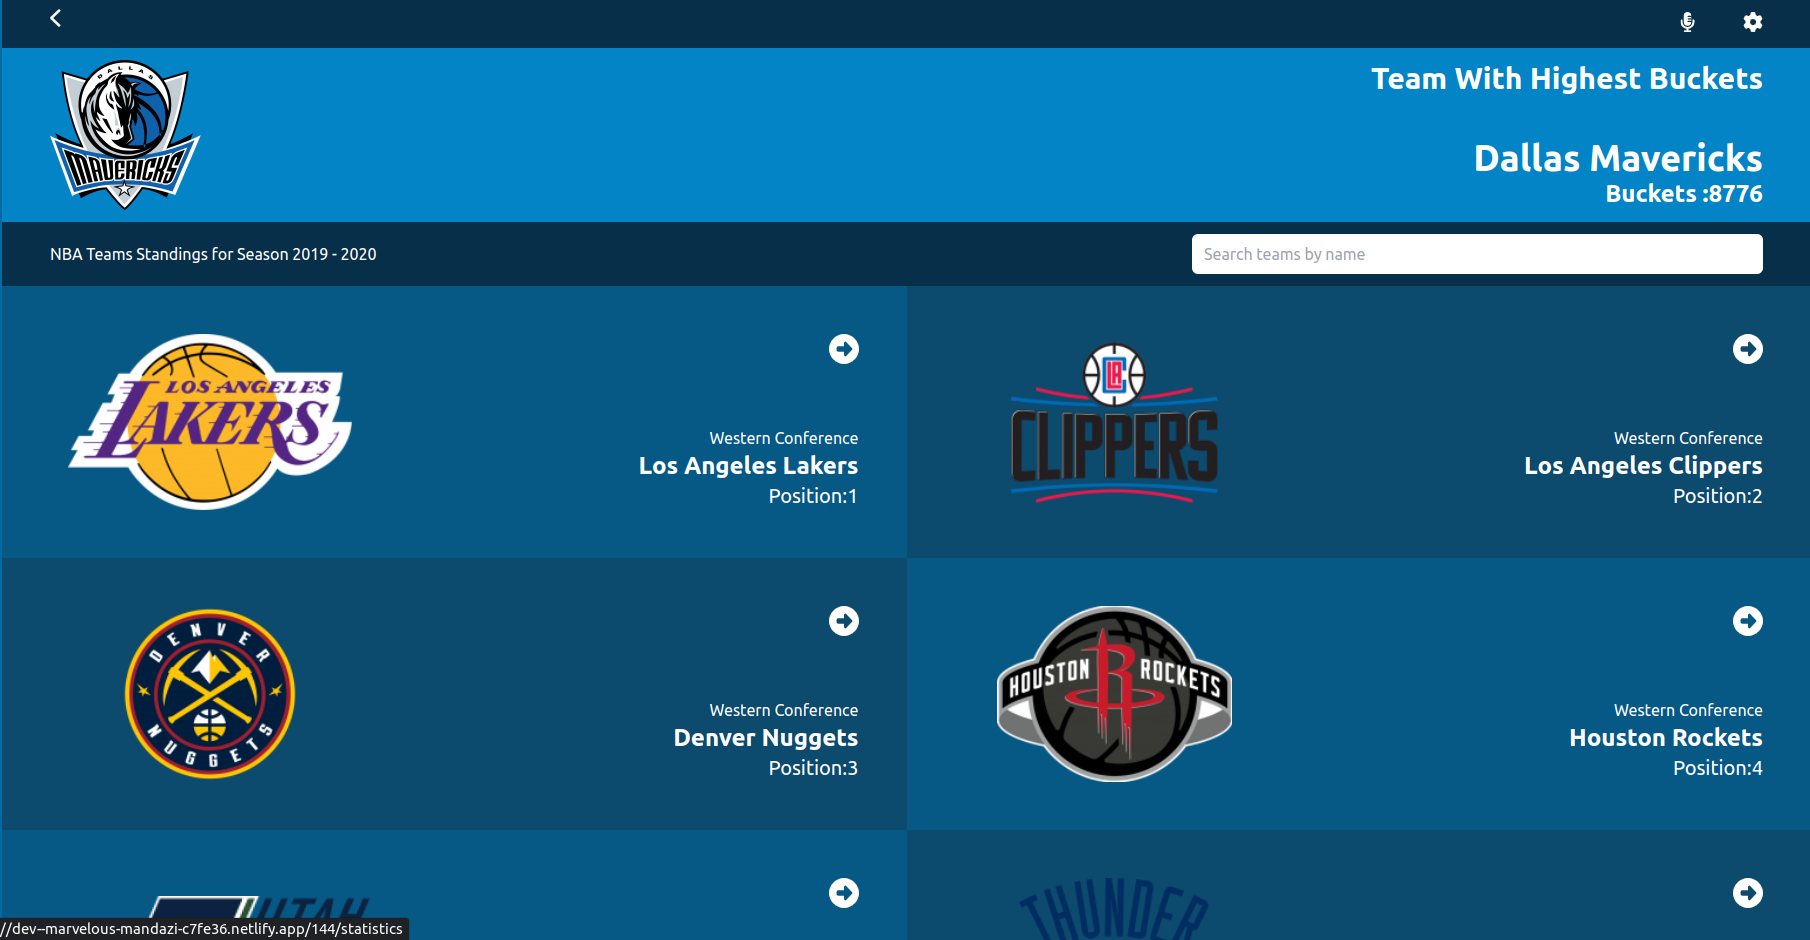 DALLAS
MAVERICKS
Team With Highest Buckets
Dallas Mavericks
Buckets :8776
NBA Teams Standings for Season 2019 - 2020
Search teams by name
LOS ANGELES
LAKERS
Western Conference
Los Angeles Lakers
Position:1
LAC
CLIPPERS
Western Conference
Los Angeles Clippers
Position:2
DENVER
NUGGETS
Western Conference
Denver Nuggets
Position:3
HOUSTON R ROCKETS
Western Conference
Houston Rockets
Position:4
UTAH
THUNDER
//dev--marvelous-mandazi-c7fe36.netlify.app/144/statistics